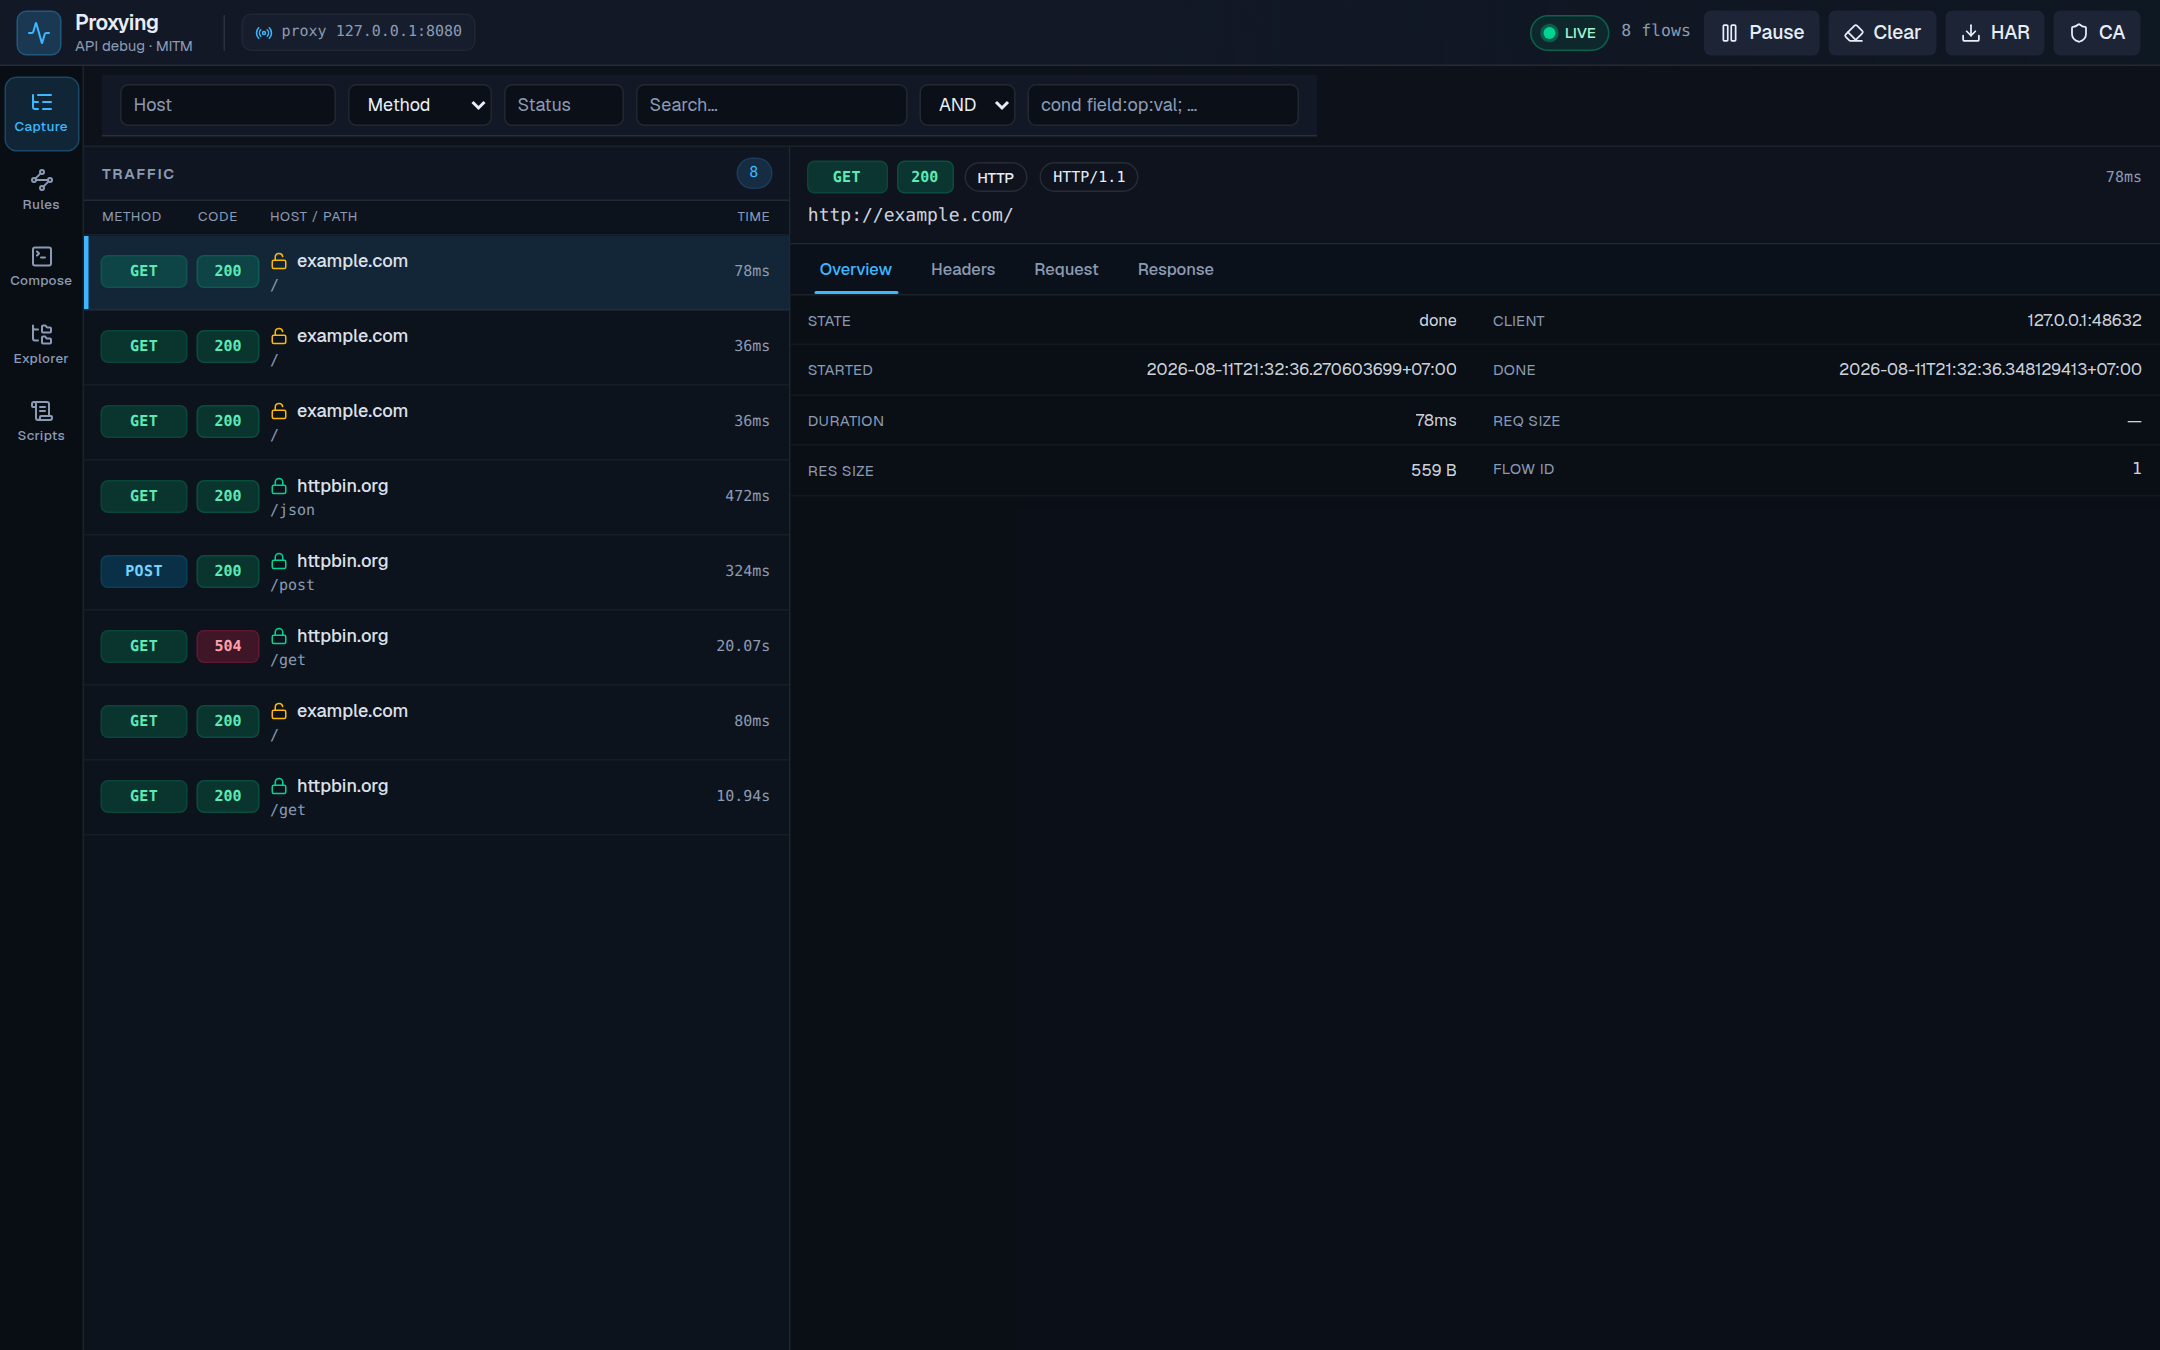 Proxying
API debug · MITM
proxy 127.0.0.1:8080
LIVE
8 flows
Pause
Clear
HAR
CA
Capture
Rules
Compose
Explorer
Scripts
Host
Method
Status
Search...
AND
cond field:op:val; ...
TRAFFIC
8
METHOD CODE HOST / PATH TIME
GET 200 example.com 78ms
/
GET 200 example.com 36ms
/
GET 200 example.com 36ms
/
GET 200 httpbin.org 472ms
/json
POST 200 httpbin.org 324ms
/post
GET 504 httpbin.org 20.07s
/get
GET 200 example.com 80ms
/
GET 200 httpbin.org 10.94s
/get
GET 200 HTTP HTTP/1.1 78ms
http://example.com/
Overview Headers Request Response
STATE done CLIENT 127.0.0.1:48632
STARTED 2026-08-11T21:32:36.270603699+07:00 DONE 2026-08-11T21:32:36.348129413+07:00
DURATION 78ms REQ SIZE —
RES SIZE 559 B FLOW ID 1